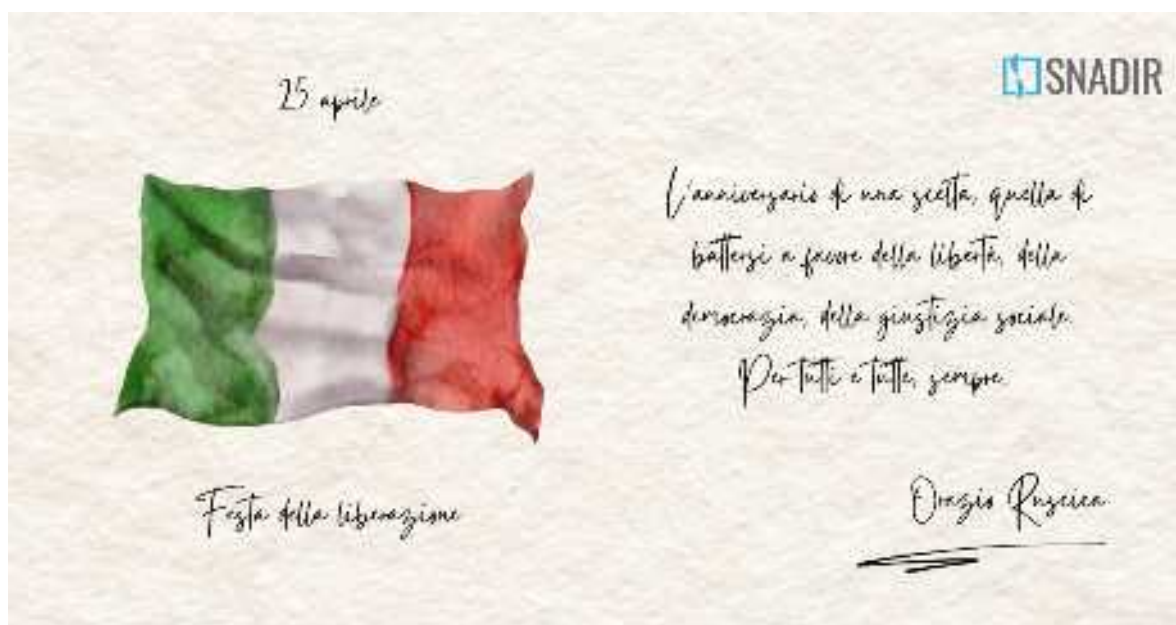 25 aprile
SNADIR
L'anniversario di una scelta, quella di
battersi a favore della libertà, della
democrazia, della giustizia sociale.
Per tutti e tutte, sempre.
Festa della liberazione
Orazio Ruscica